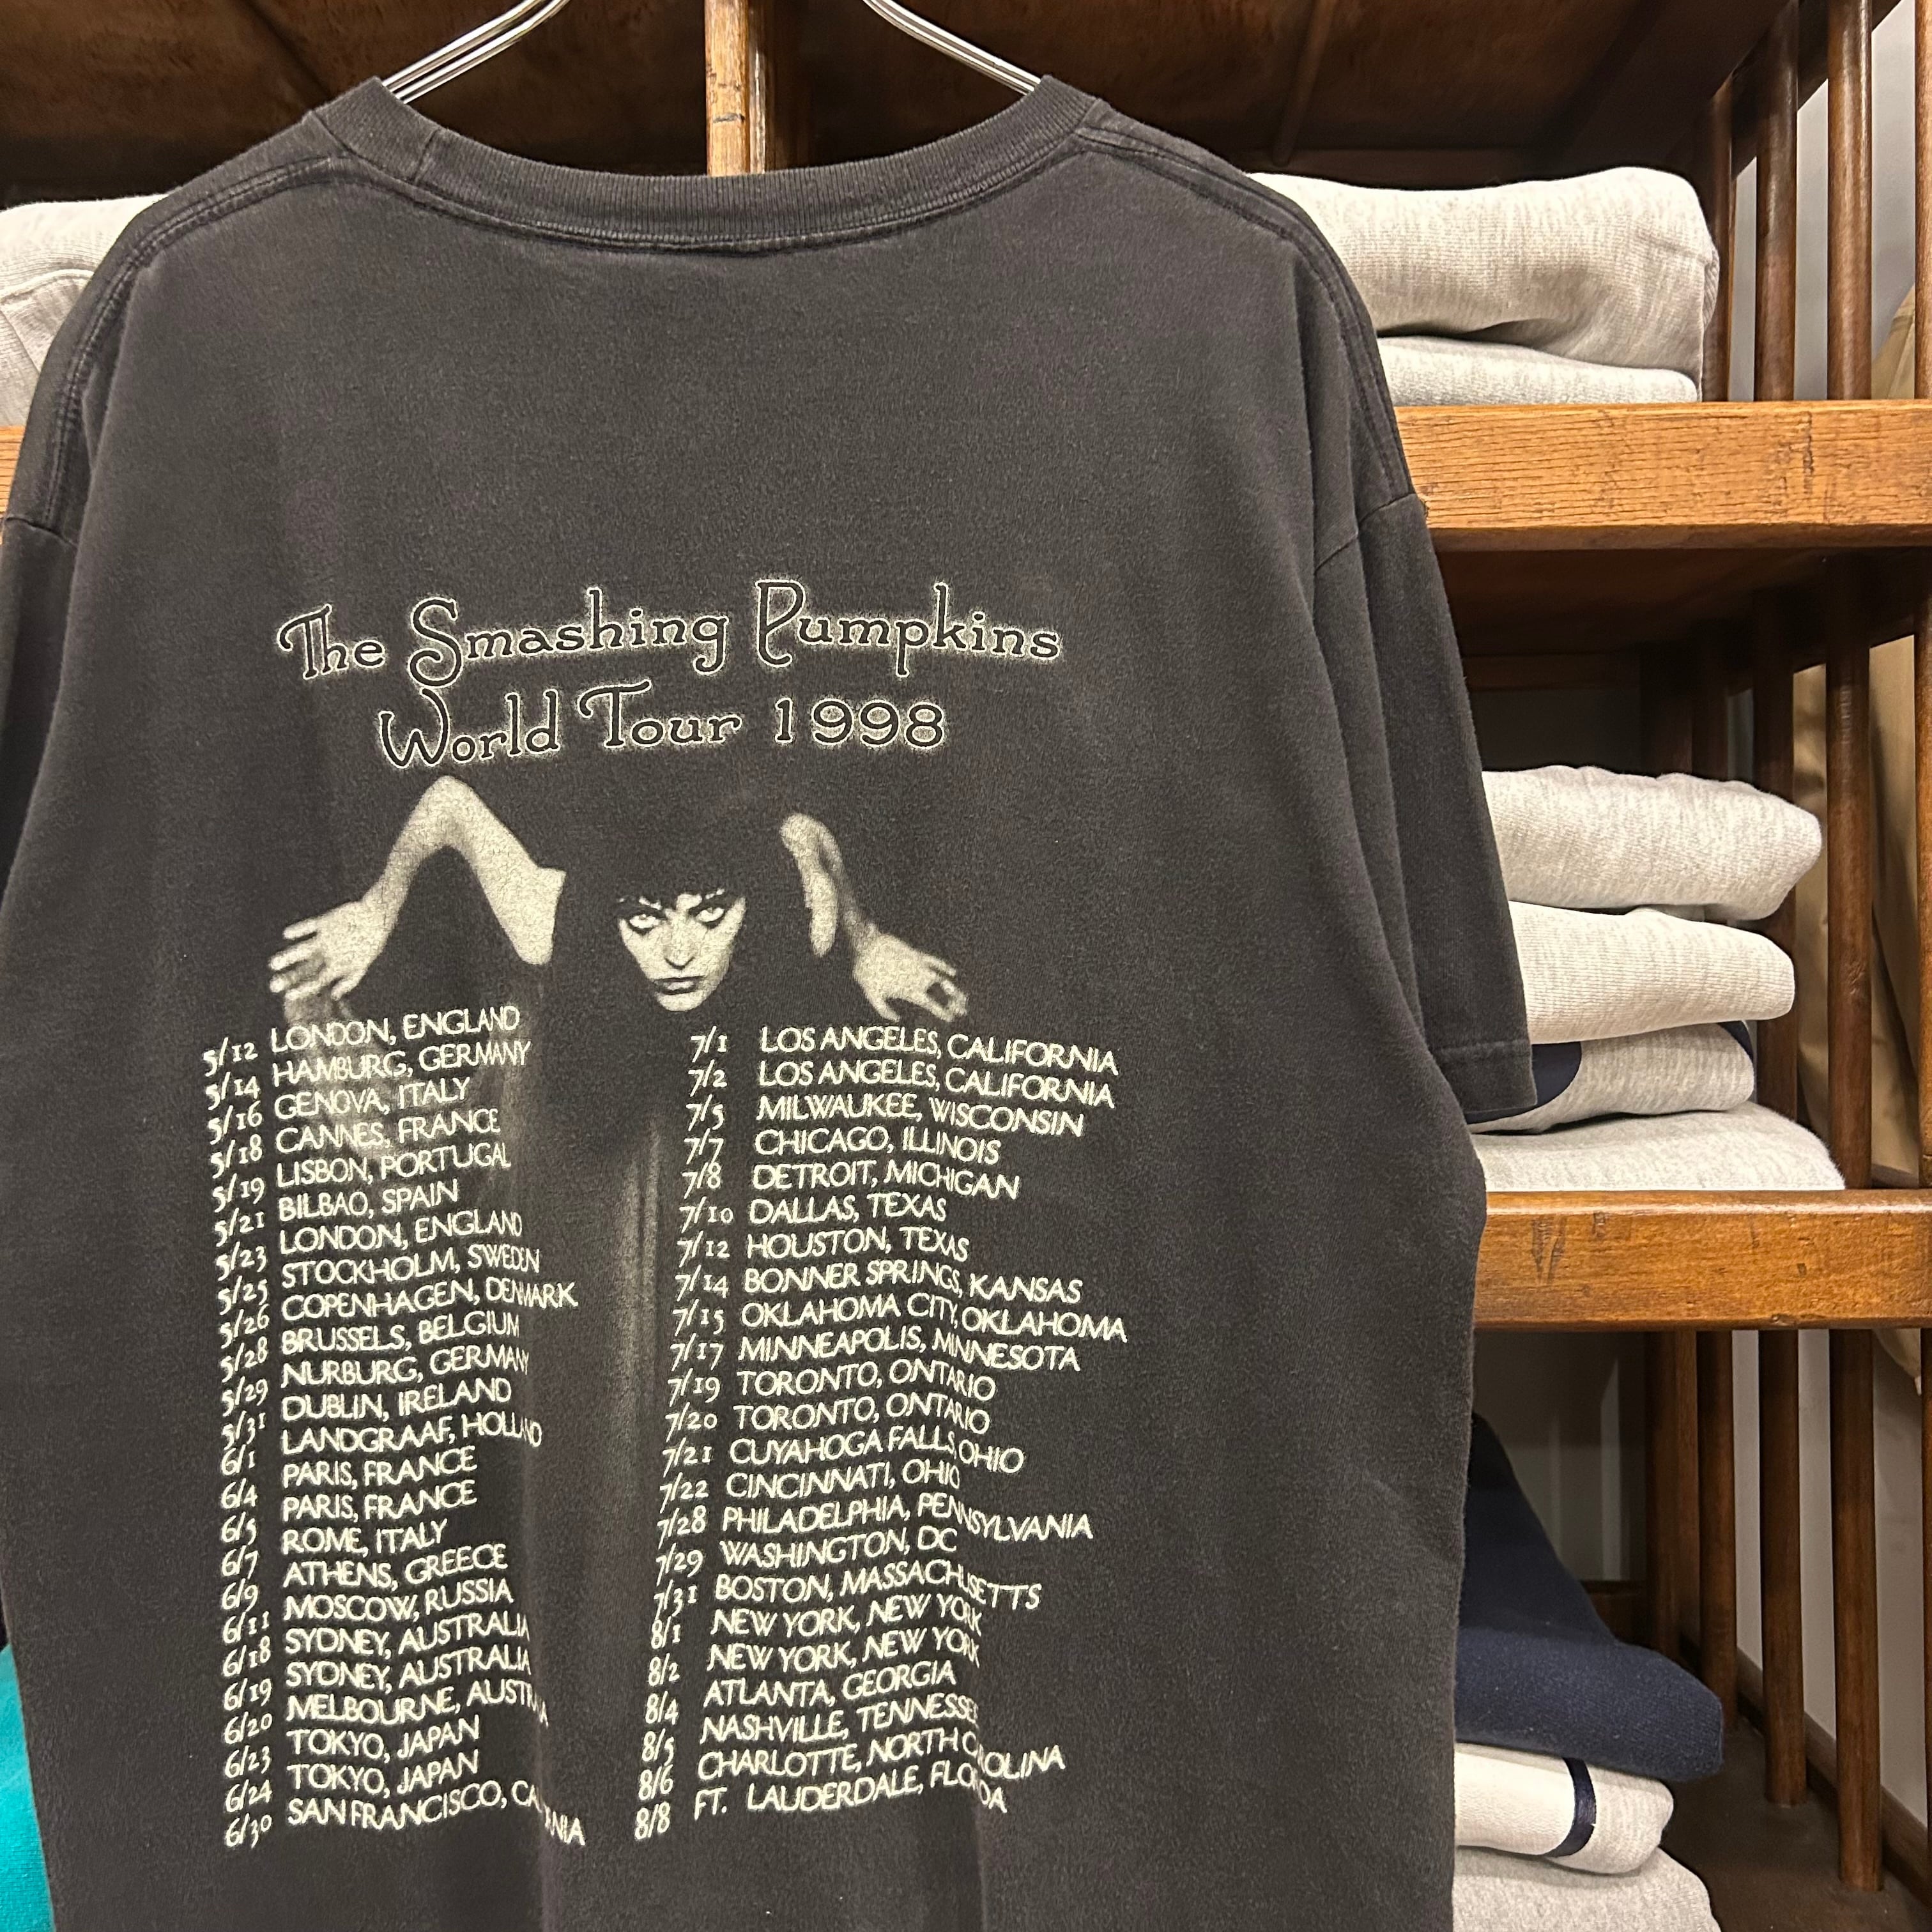 The Smashing Pumpkins
World Tour 1998
5/12 LONDON, ENGLAND
5/14 HAMBURG, GERMANY
5/16 GENOVA, ITALY
5/18 CANNES, FRANCE
5/19 LISBON, PORTUGAL
5/21 BILBAO, SPAIN
5/23 LONDON, ENGLAND
5/25 STOCKHOLM, SWEDEN
5/26 COPENHAGEN, DENMARK
5/28 BRUSSELS, BELGIUM
5/29 NURBURG, GERMANY
5/31 DUBLIN, IRELAND
6/1 LANDGRAAF, HOLLAND
6/4 PARIS, FRANCE
6/5 PARIS, FRANCE
6/7 ROME, ITALY
6/9 ATHENS, GREECE
6/11 MOSCOW, RUSSIA
6/18 SYDNEY, AUSTRALIA
6/19 SYDNEY, AUSTRALIA
6/20 MELBOURNE, AUSTRALIA
6/23 TOKYO, JAPAN
6/24 TOKYO, JAPAN
6/30 SAN FRANCISCO, CALIFORNIA
7/1 LOS ANGELES, CALIFORNIA
7/2 LOS ANGELES, CALIFORNIA
7/5 MILWAUKEE, WISCONSIN
7/7 CHICAGO, ILLINOIS
7/8 DETROIT, MICHIGAN
7/10 DALLAS, TEXAS
7/12 HOUSTON, TEXAS
7/14 BONNER SPRINGS, KANSAS
7/15 OKLAHOMA CITY, OKLAHOMA
7/17 MINNEAPOLIS, MINNESOTA
7/19 TORONTO, ONTARIO
7/20 TORONTO, ONTARIO
7/21 CUYAHOGA FALLS, OHIO
7/22 CINCINNATI, OHIO
7/28 PHILADELPHIA, PENNSYLVANIA
7/29 WASHINGTON, DC
7/31 BOSTON, MASSACHUSETTS
8/1 NEW YORK, NEW YORK
8/2 NEW YORK, NEW YORK
8/4 ATLANTA, GEORGIA
8/5 NASHVILLE, TENNESSEE
8/6 CHARLOTTE, NORTH CAROLINA
8/8 FT. LAUDERDALE, FLORIDA